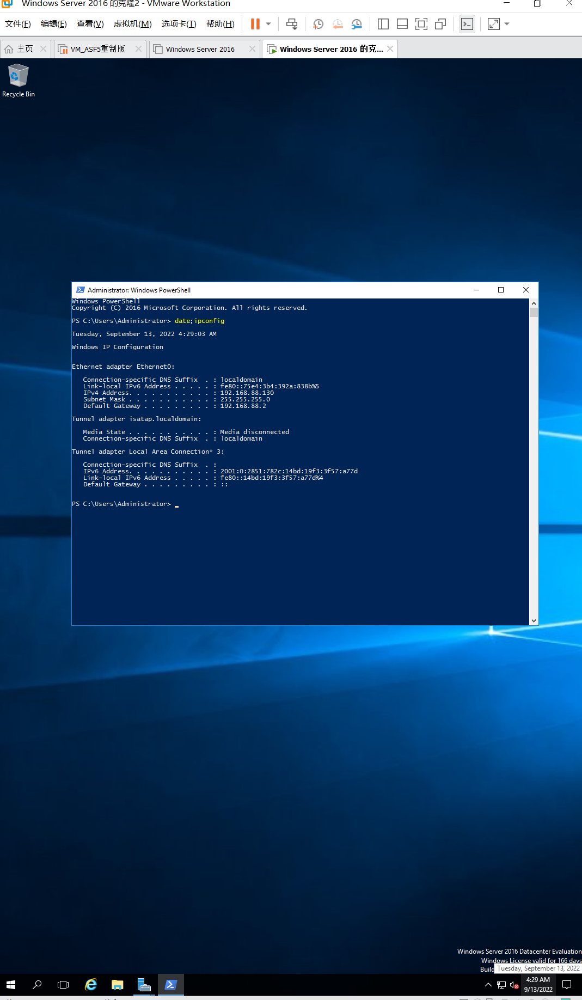 Windows Server 2016 的克隆2 - VMware Workstation
文件(F) 编辑(E) 查看(V) 虚拟机(M) 选项卡(T) 帮助(H)
主页 VM_ASF5重制版 Windows Server 2016 Windows Server 2016 的克...
Recycle Bin
Administrator: Windows PowerShell
Windows PowerShell
Copyright (C) 2016 Microsoft Corporation. All rights reserved.
PS C:\Users\Administrator> date;ipconfig
Tuesday, September 13, 2022 4:29:03 AM
Windows IP Configuration
Ethernet adapter Ethernet0:
Connection-specific DNS Suffix . : localdomain
Link-local IPv6 Address . . . . . : fe80::75e4:3b4:392a:838b%5
IPv4 Address. . . . . . . . . . . : 192.168.88.130
Subnet Mask . . . . . . . . . . . : 255.255.255.0
Default Gateway . . . . . . . . . : 192.168.88.2
Tunnel adapter isatap.localdomain:
Media State . . . . . . . . . . . : Media disconnected
Connection-specific DNS Suffix . : localdomain
Tunnel adapter Local Area Connection* 3:
Connection-specific DNS Suffix . :
IPv6 Address. . . . . . . . . . . : 2001:0:2851:782c:14bd:19f3:3f57:a77d
Link-local IPv6 Address . . . . . : fe80::14bd:19f3:3f57:a77d%4
Default Gateway . . . . . . . . . : ::
PS C:\Users\Administrator>
Windows Server 2016 Datacenter Evaluation
Windows License valid for 166 days
Build
Tuesday, September 13, 2022
4:29 AM
9/13/2022